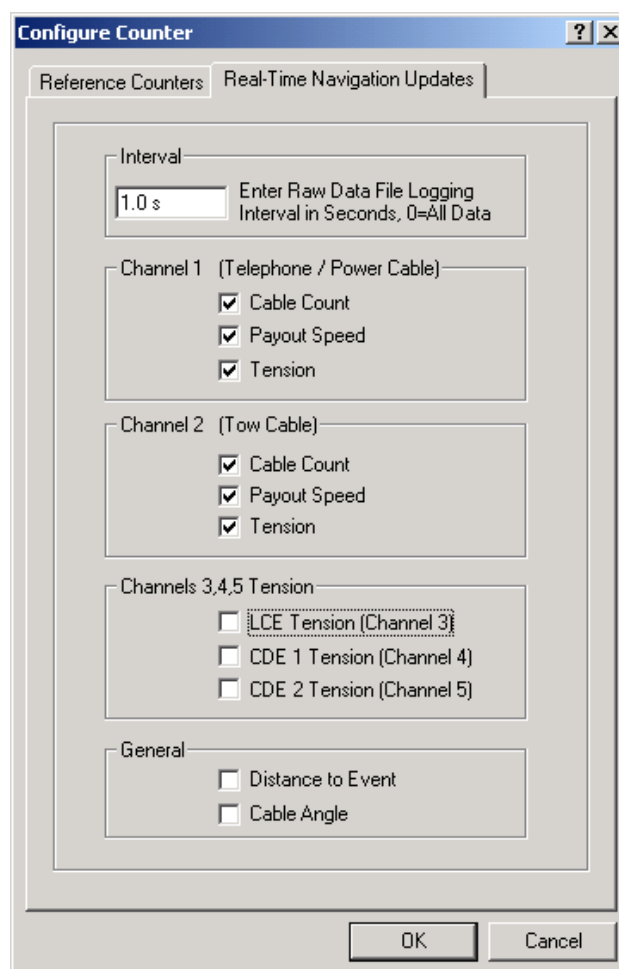 Configure Counter
Reference Counters
Real-Time Navigation Updates
Interval
1.0 s
Enter Raw Data File Logging
Interval in Seconds, 0=All Data
Channel 1 (Telephone / Power Cable)
Cable Count
Payout Speed
Tension
Channel 2 (Tow Cable)
Cable Count
Payout Speed
Tension
Channels 3,4,5 Tension
LCE Tension (Channel 3)
CDE 1 Tension (Channel 4)
CDE 2 Tension (Channel 5)
General
Distance to Event
Cable Angle
OK
Cancel